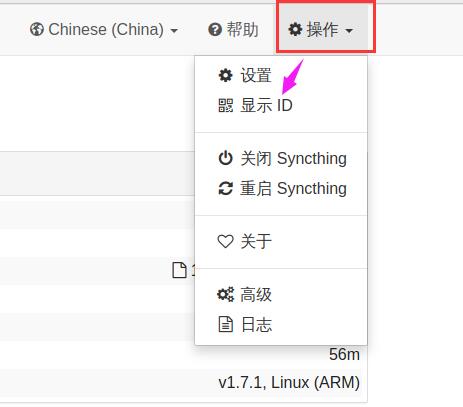 Chinese (China) 帮助 操作
设置
显示 ID
关闭 Syncthing
重启 Syncthing
关于
高级
日志
56m
v1.7.1, Linux (ARM)